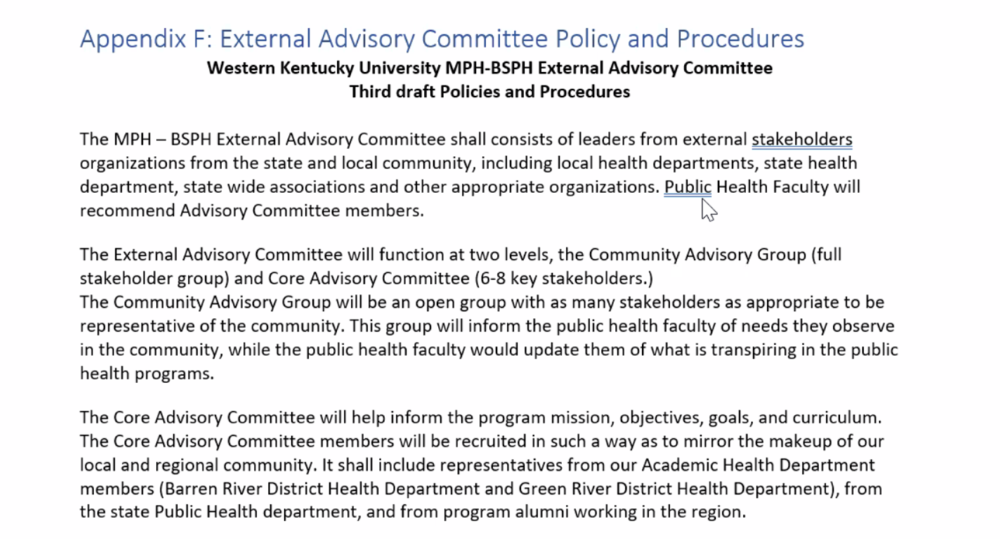 Appendix F: External Advisory Committee Policy and Procedures
Western Kentucky University MPH-BSPH External Advisory Committee
Third draft Policies and Procedures
The MPH – BSPH External Advisory Committee shall consists of leaders from external stakeholders
organizations from the state and local community, including local health departments, state health
department, state wide associations and other appropriate organizations. Public Health Faculty will
recommend Advisory Committee members.
The External Advisory Committee will function at two levels, the Community Advisory Group (full
stakeholder group) and Core Advisory Committee (6-8 key stakeholders.)
The Community Advisory Group will be an open group with as many stakeholders as appropriate to be
representative of the community. This group will inform the public health faculty of needs they observe
in the community, while the public health faculty would update them of what is transpiring in the public
health programs.
The Core Advisory Committee will help inform the program mission, objectives, goals, and curriculum.
The Core Advisory Committee members will be recruited in such a way as to mirror the makeup of our
local and regional community. It shall include representatives from our Academic Health Department
members (Barren River District Health Department and Green River District Health Department), from
the state Public Health department, and from program alumni working in the region.